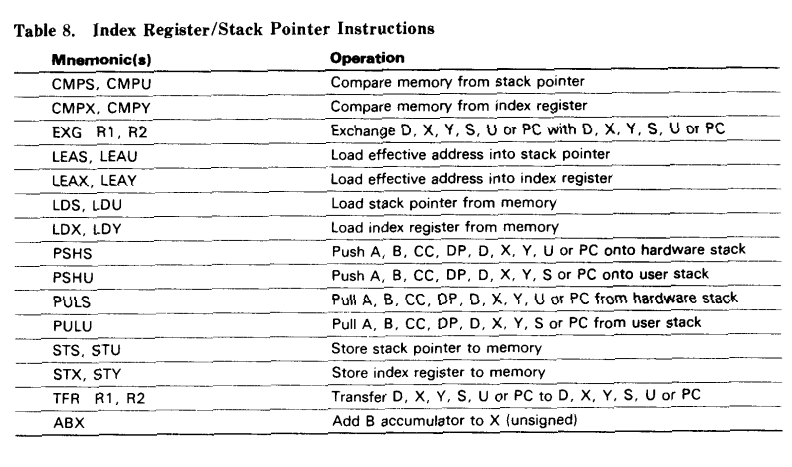 Table 8. Index Register/Stack Pointer Instructions
Mnemonic(s) Operation
CMPS, CMPU Compare memory from stack pointer
CMPX, CMPY Compare memory from index register
EXG R1, R2 Exchange D, X, Y, S, U or PC with D, X, Y, S, U or PC
LEAS, LEAU Load effective address into stack pointer
LEAX, LEAY Load effective address into index register
LDS, LDU Load stack pointer from memory
LDX, LDY Load index register from memory
PSHS Push A, B, CC, DP, D, X, Y, U or PC onto hardware stack
PSHU Push A, B, CC, DP, D, X, Y, S or PC onto user stack
PULS Pull A, B, CC, DP, D, X, Y, U or PC from hardware stack
PULU Pull A, B, CC, DP, D, X, Y, S or PC from user stack
STS, STU Store stack pointer to memory
STX, STY Store index register to memory
TFR R1, R2 Transfer D, X, Y, S, U or PC to D, X, Y, S, U or PC
ABX Add B accumulator to X (unsigned)